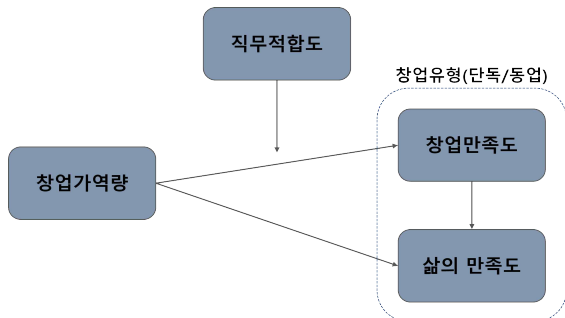 직무적합도
창업유형(단독/동업)
창업만족도
창업가역량
삶의 만족도